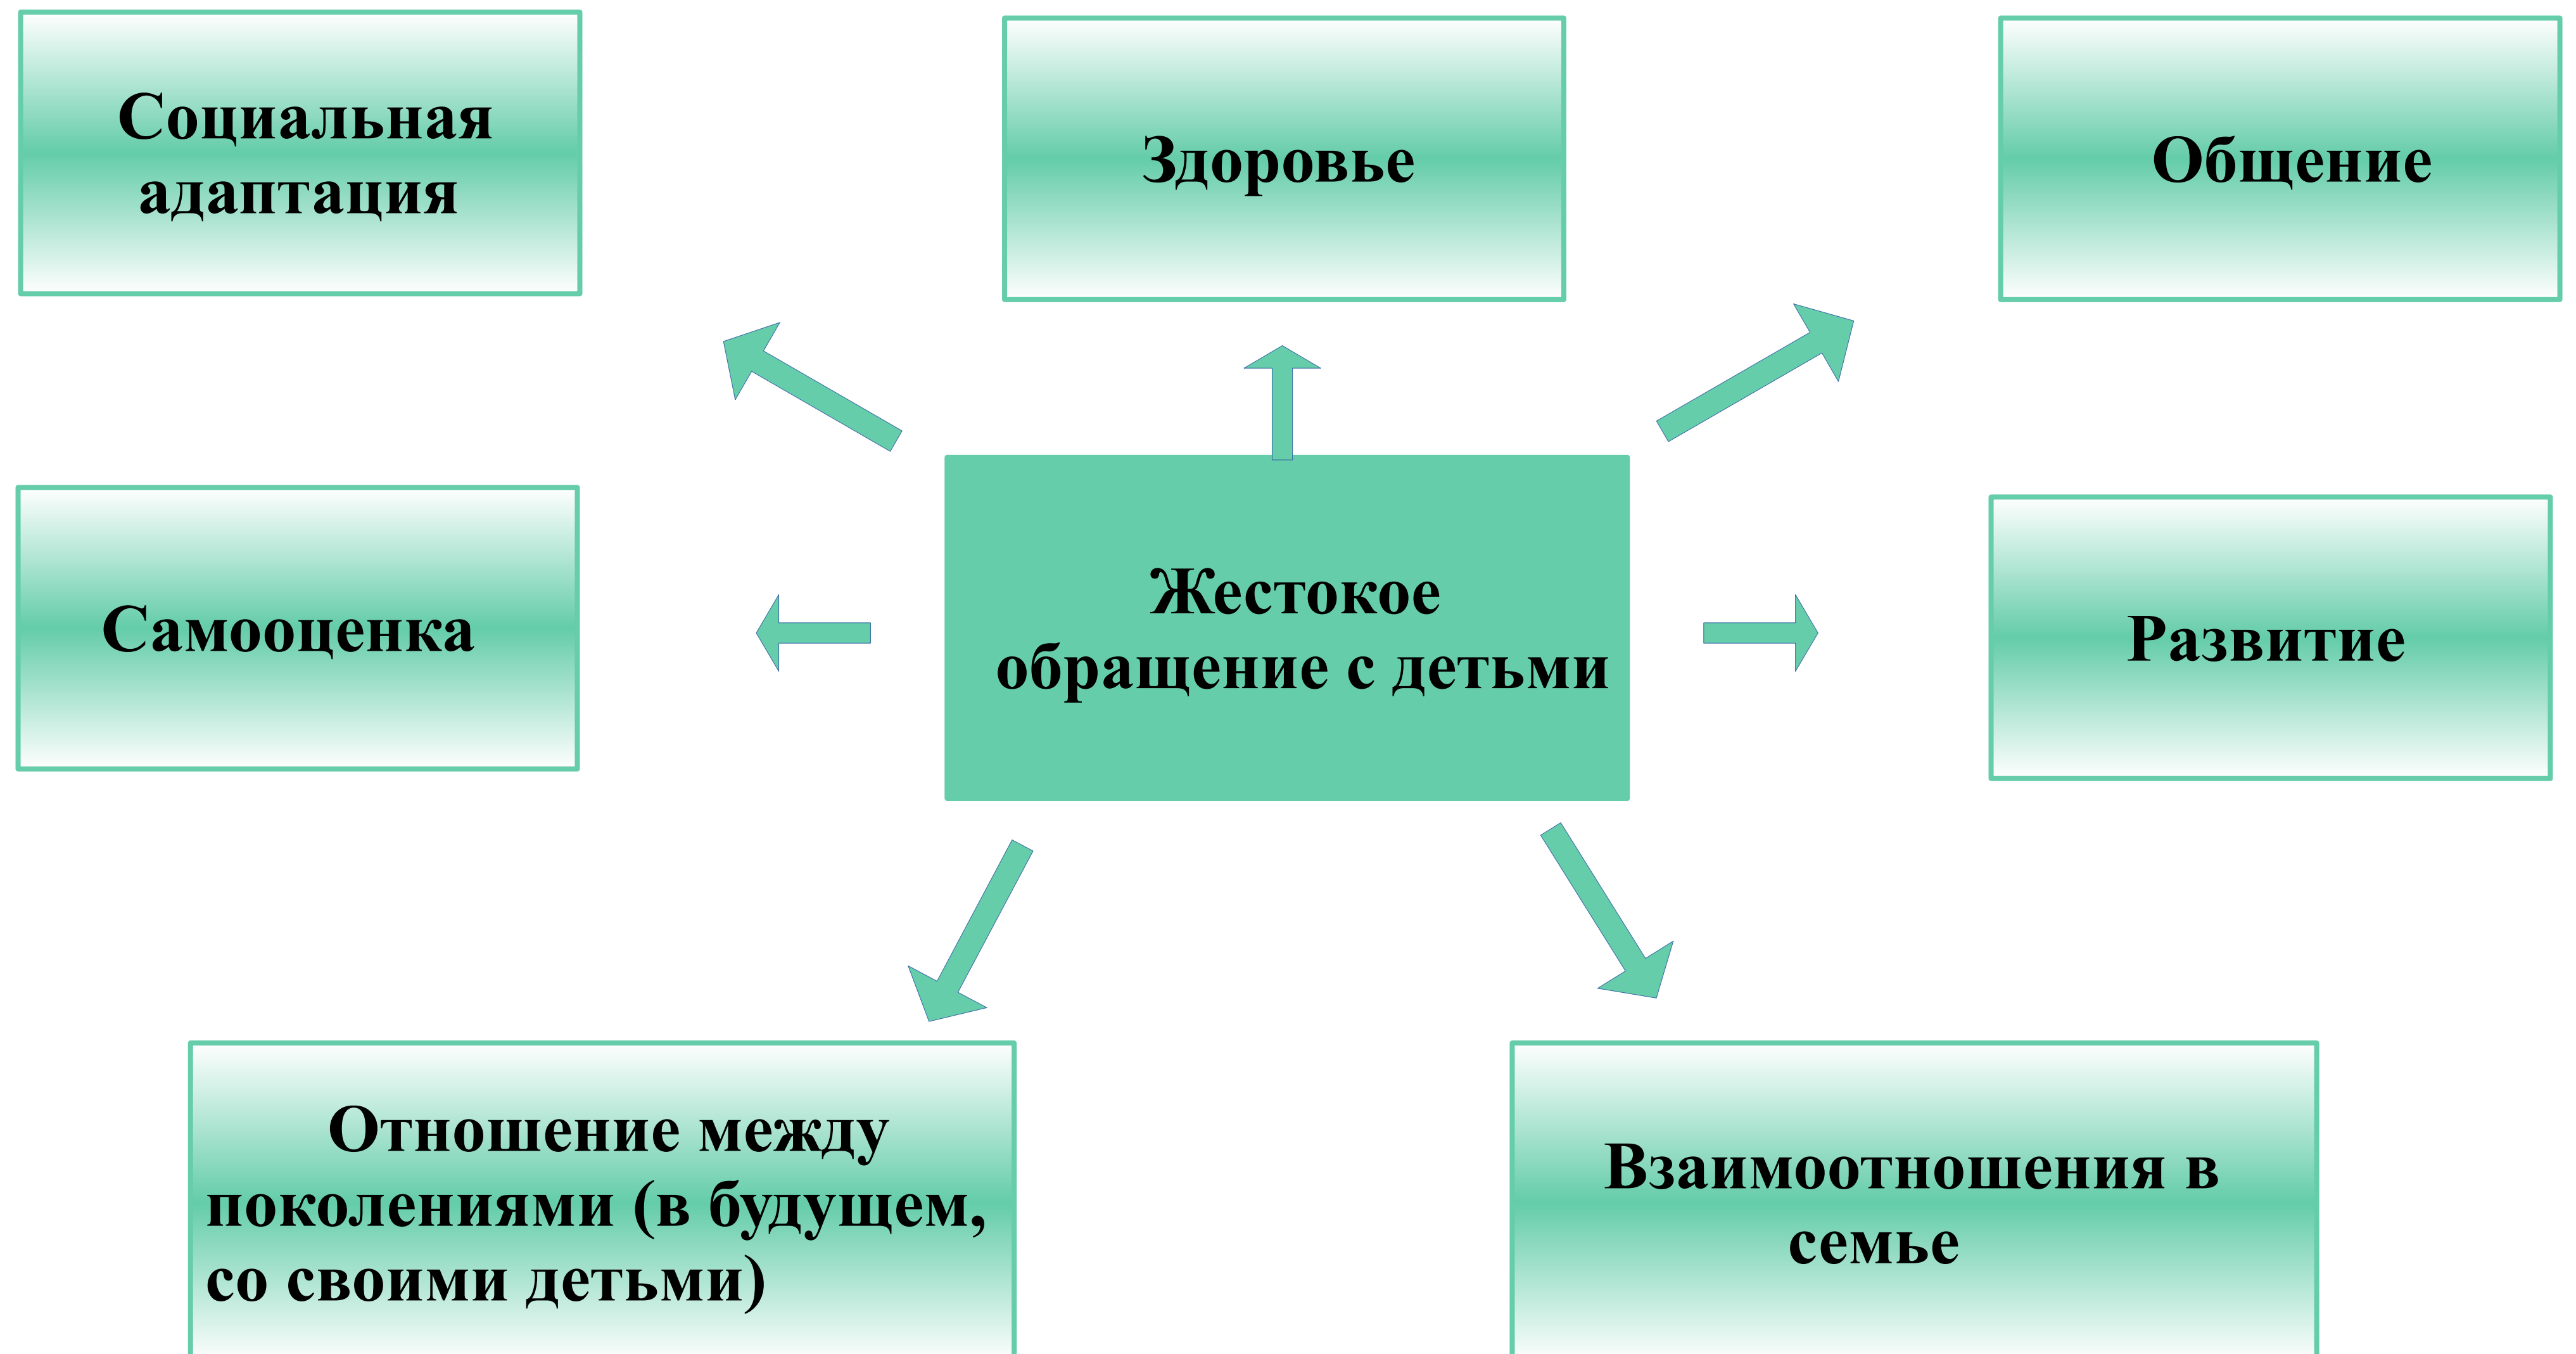 Социальная
адаптация
Здоровье
Общение
Самооценка
Жестокое
обращение с детьми
Развитие
Отношение между
поколениями (в будущем,
со своими детьми)
Взаимоотношения в
семье